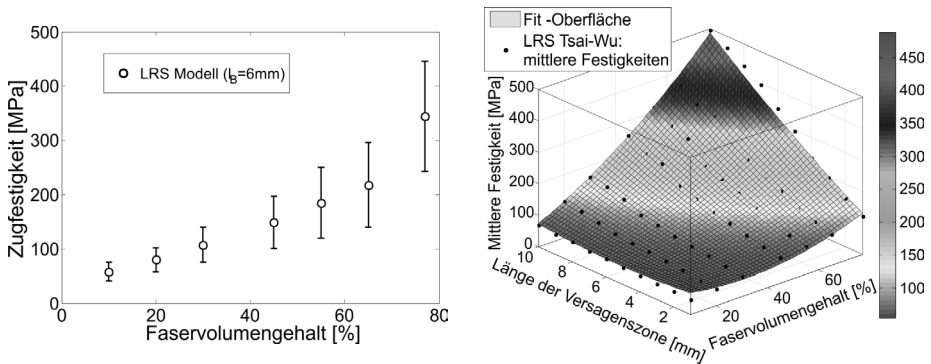 Zugfestigkeit [MPa]
500
400
300
200
100
0
LRS Modell (lB=6mm)
0 20 40 60 80
Faservolumengehalt [%]
Fit -Oberfläche
LRS Tsai-Wu:
mittlere Festigkeiten
Mittlere Festigkeit [MPa]
500
400
300
200
100
0
10 8 6 4 2
Länge der Versagenszone [mm]
20 40 60
Faservolumengehalt [%]
450
400
350
300
250
200
150
100